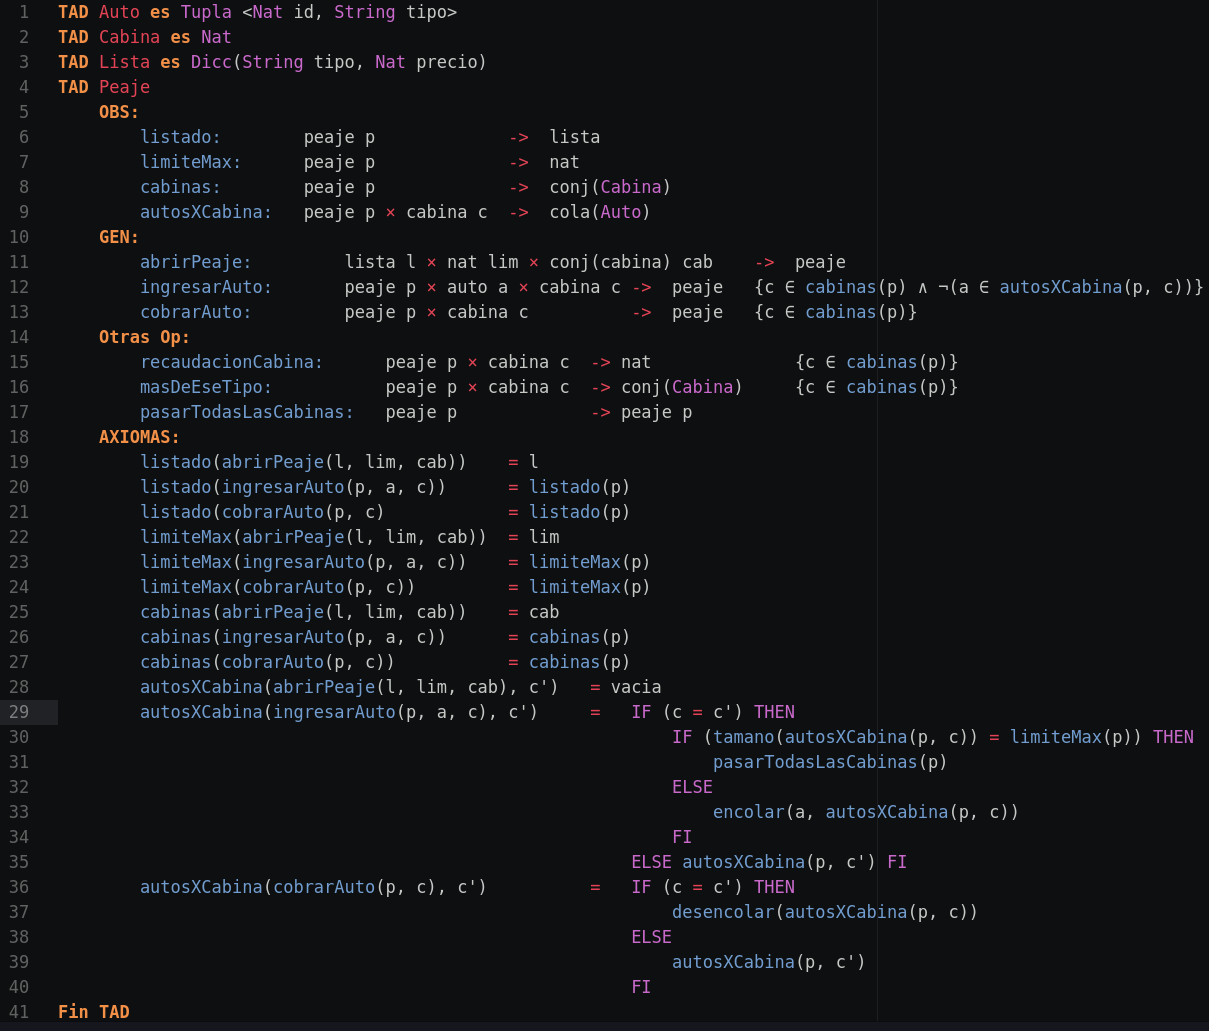 1 TAD Auto es Tupla <Nat id, String tipo>
2 TAD Cabina es Nat
3 TAD Lista es Dicc(String tipo, Nat precio)
4 TAD Peaje
5     OBS:
6         listado:        peaje p             ->  lista
7         limiteMax:      peaje p             ->  nat
8         cabinas:        peaje p             ->  conj(Cabina)
9         autosXCabina:   peaje p × cabina c  ->  cola(Auto)
10     GEN:
11         abrirPeaje:         lista l × nat lim × conj(cabina) cab    ->  peaje
12         ingresarAuto:       peaje p × auto a × cabina c ->  peaje   {c ∈ cabinas(p) ∧ ¬(a ∈ autosXCabina(p, c))}
13         cobrarAuto:         peaje p × cabina c          ->  peaje   {c ∈ cabinas(p)}
14     Otras Op:
15         recaudacionCabina:      peaje p × cabina c  -> nat              {c ∈ cabinas(p)}
16         masDeEseTipo:           peaje p × cabina c  -> conj(Cabina)     {c ∈ cabinas(p)}
17         pasarTodasLasCabinas:   peaje p             -> peaje p
18     AXIOMAS:
19         listado(abrirPeaje(l, lim, cab))    = l
20         listado(ingresarAuto(p, a, c))      = listado(p)
21         listado(cobrarAuto(p, c)            = listado(p)
22         limiteMax(abrirPeaje(l, lim, cab))  = lim
23         limiteMax(ingresarAuto(p, a, c))    = limiteMax(p)
24         limiteMax(cobrarAuto(p, c))         = limiteMax(p)
25         cabinas(abrirPeaje(l, lim, cab))    = cab
26         cabinas(ingresarAuto(p, a, c))      = cabinas(p)
27         cabinas(cobrarAuto(p, c))           = cabinas(p)
28         autosXCabina(abrirPeaje(l, lim, cab), c')   = vacia
29         autosXCabina(ingresarAuto(p, a, c), c')     =   IF (c = c') THEN
30                                                             IF (tamano(autosXCabina(p, c)) = limiteMax(p)) THEN
31                                                                 pasarTodasLasCabinas(p)
32                                                             ELSE
33                                                                 encolar(a, autosXCabina(p, c))
34                                                             FI
35                                                         ELSE autosXCabina(p, c') FI
36         autosXCabina(cobrarAuto(p, c), c')          =   IF (c = c') THEN
37                                                             desencolar(autosXCabina(p, c))
38                                                         ELSE
39                                                             autosXCabina(p, c')
40                                                         FI
41 Fin TAD